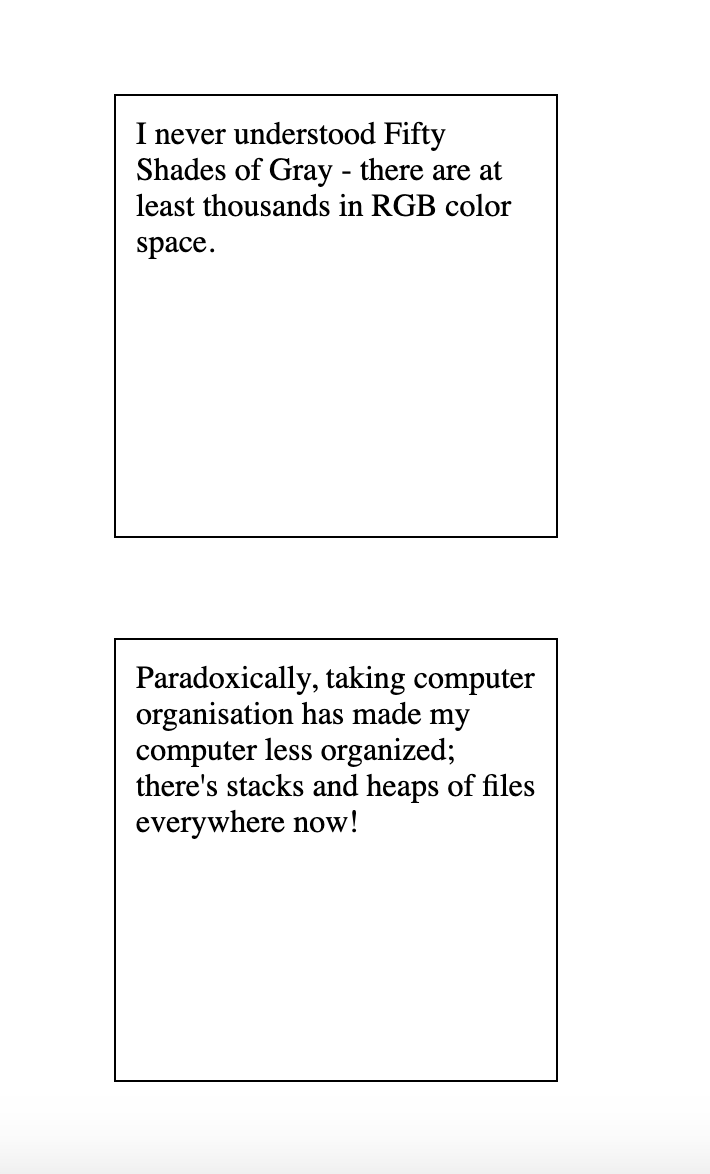 I never understood Fifty
Shades of Gray - there are at
least thousands in RGB color
space.
Paradoxically, taking computer
organisation has made my
computer less organized;
there's stacks and heaps of files
everywhere now!